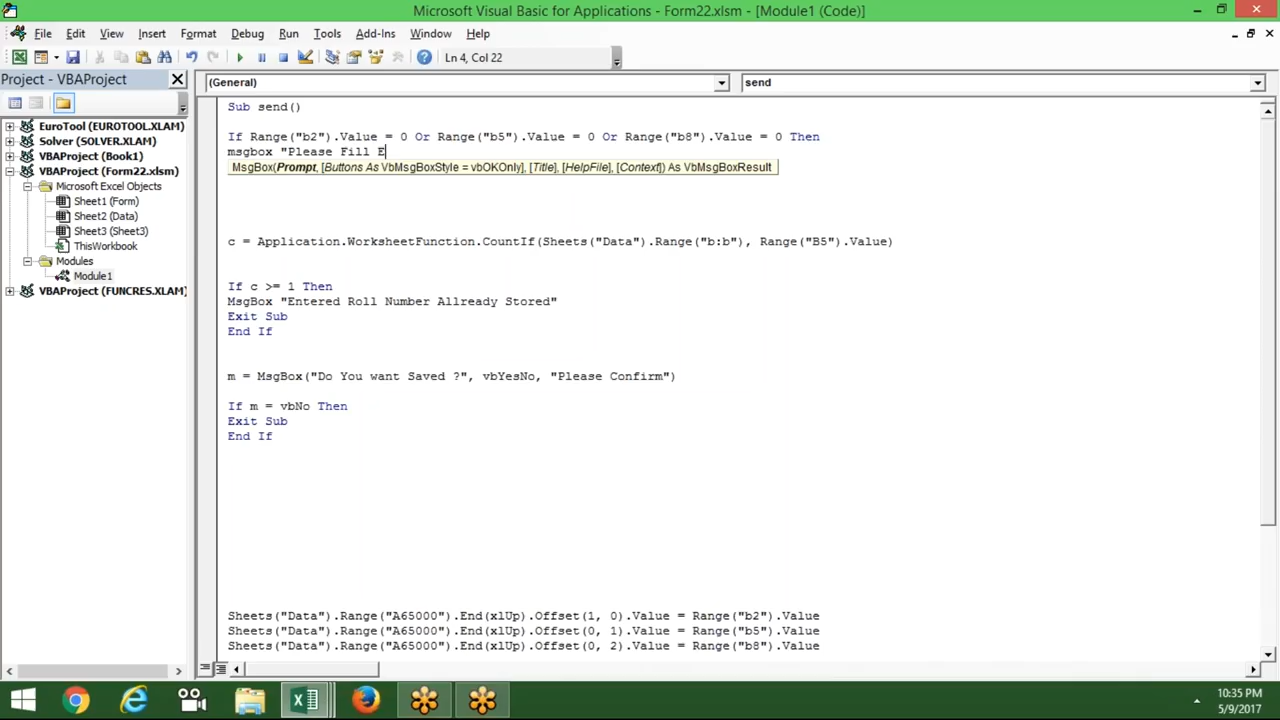 Microsoft Visual Basic for Applications - Form22.xlsm - [Module1 (Code)]
File Edit View Insert Format Debug Run Tools Add-Ins Window Help
Ln 4, Col 22
Project - VBAProject
(General)
send
EuroTool (EUROTOOL.XLAM)
Solver (SOLVER.XLAM)
VBAProject (Book1)
VBAProject (Form22.xlsm)
Microsoft Excel Objects
Sheet1 (Form)
Sheet2 (Data)
Sheet3 (Sheet3)
ThisWorkbook
Modules
Module1
VBAProject (FUNCRES.XLAM)
Sub send()
If Range("b2").Value = 0 Or Range("b5").Value = 0 Or Range("b8").Value = 0 Then
msgbox "Please Fill E
MsgBox(Prompt, [Buttons As VbMsgBoxStyle = vbOKOnly], [Title], [HelpFile], [Context]) As VbMsgBoxResult
c = Application.WorksheetFunction.CountIf(Sheets("Data").Range("b:b"), Range("B5").Value)
If c >= 1 Then
MsgBox "Entered Roll Number Allready Stored"
Exit Sub
End If
m = MsgBox("Do You want Saved ?", vbYesNo, "Please Confirm")
If m = vbNo Then
Exit Sub
End If
Sheets("Data").Range("A65000").End(xlUp).Offset(1, 0).Value = Range("b2").Value
Sheets("Data").Range("A65000").End(xlUp).Offset(0, 1).Value = Range("b5").Value
Sheets("Data").Range("A65000").End(xlUp).Offset(0, 2).Value = Range("b8").Value
10:35 PM
5/9/2017